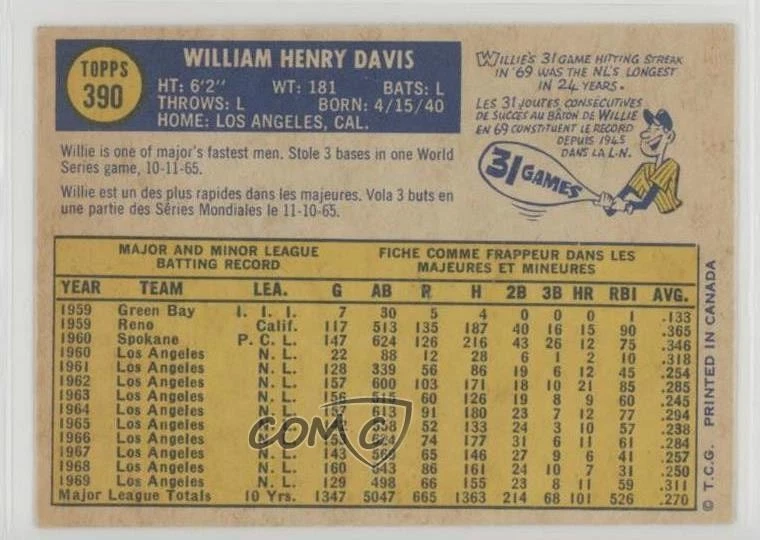 TOPPS
390
WILLIAM HENRY DAVIS
HT: 6'2" WT: 181 BATS: L
THROWS: L BORN: 4/15/40
HOME: LOS ANGELES, CAL.
Willie is one of major's fastest men. Stole 3 bases in one World
Series game, 10-11-65.
Willie est un des plus rapides dans les majeures. Vola 3 buts en
une partie des Séries Mondiales le 11-10-65.
WILLIE'S 31 GAME HITTING STREAK
IN '69 WAS THE NL'S LONGEST
IN 24 YEARS.
LES 31 JOUTES CONSÉCUTIVES
DE SUCCÈS AU BÂTON DE WILLIE
EN 69 CONSTITUENT LE RECORD
DEPUIS 1945
DANS LA L-N.
31 GAMES
MAJOR AND MINOR LEAGUE
BATTING RECORD
FICHE COMME FRAPPEUR DANS LES
MAJEURES ET MINEURES
YEAR TEAM LEA. G AB R H 2B 3B HR RBI AVG.
1959 Green Bay I. I. I. 7 30 5 4 0 0 0 1 .133
1959 Reno Calif. 117 513 135 187 40 16 15 90 .365
1960 Spokane P. C. L. 147 624 126 216 43 26 12 75 .346
1960 Los Angeles N. L. 22 88 12 28 6 1 2 10 .318
1961 Los Angeles N. L. 128 339 56 86 19 6 12 45 .254
1962 Los Angeles N. L. 157 600 103 171 18 10 21 85 .285
1963 Los Angeles N. L. 156 515 60 126 19 8 9 60 .245
1964 Los Angeles N. L. 157 613 91 180 23 7 12 77 .294
1965 Los Angeles N. L. 558 52 133 24 3 10 57 .238
1966 Los Angeles N. L. 624 74 177 31 6 11 61 .284
1967 Los Angeles N. L. 143 569 65 146 27 9 6 41 .257
1968 Los Angeles N. L. 160 643 86 161 24 10 7 31 .250
1969 Los Angeles N. L. 129 498 66 155 23 8 11 59 .311
Major League Totals 10 Yrs. 1347 5047 665 1363 214 68 101 526 .270
© T.C.G. PRINTED IN CANADA
COMC